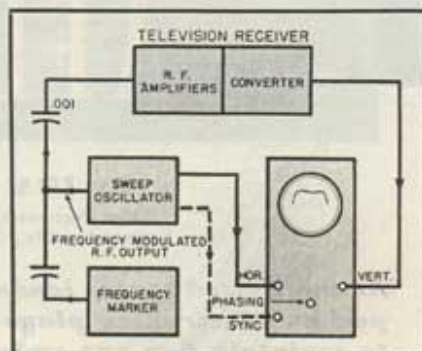 TELEVISION RECEIVER
R. F.
AMPLIFIERS
CONVERTER
.001
SWEEP
OSCILLATOR
FREQUENCY MODULATED
R.F. OUTPUT
FREQUENCY
MARKER
HOR.
VERT.
PHASING
SYNC